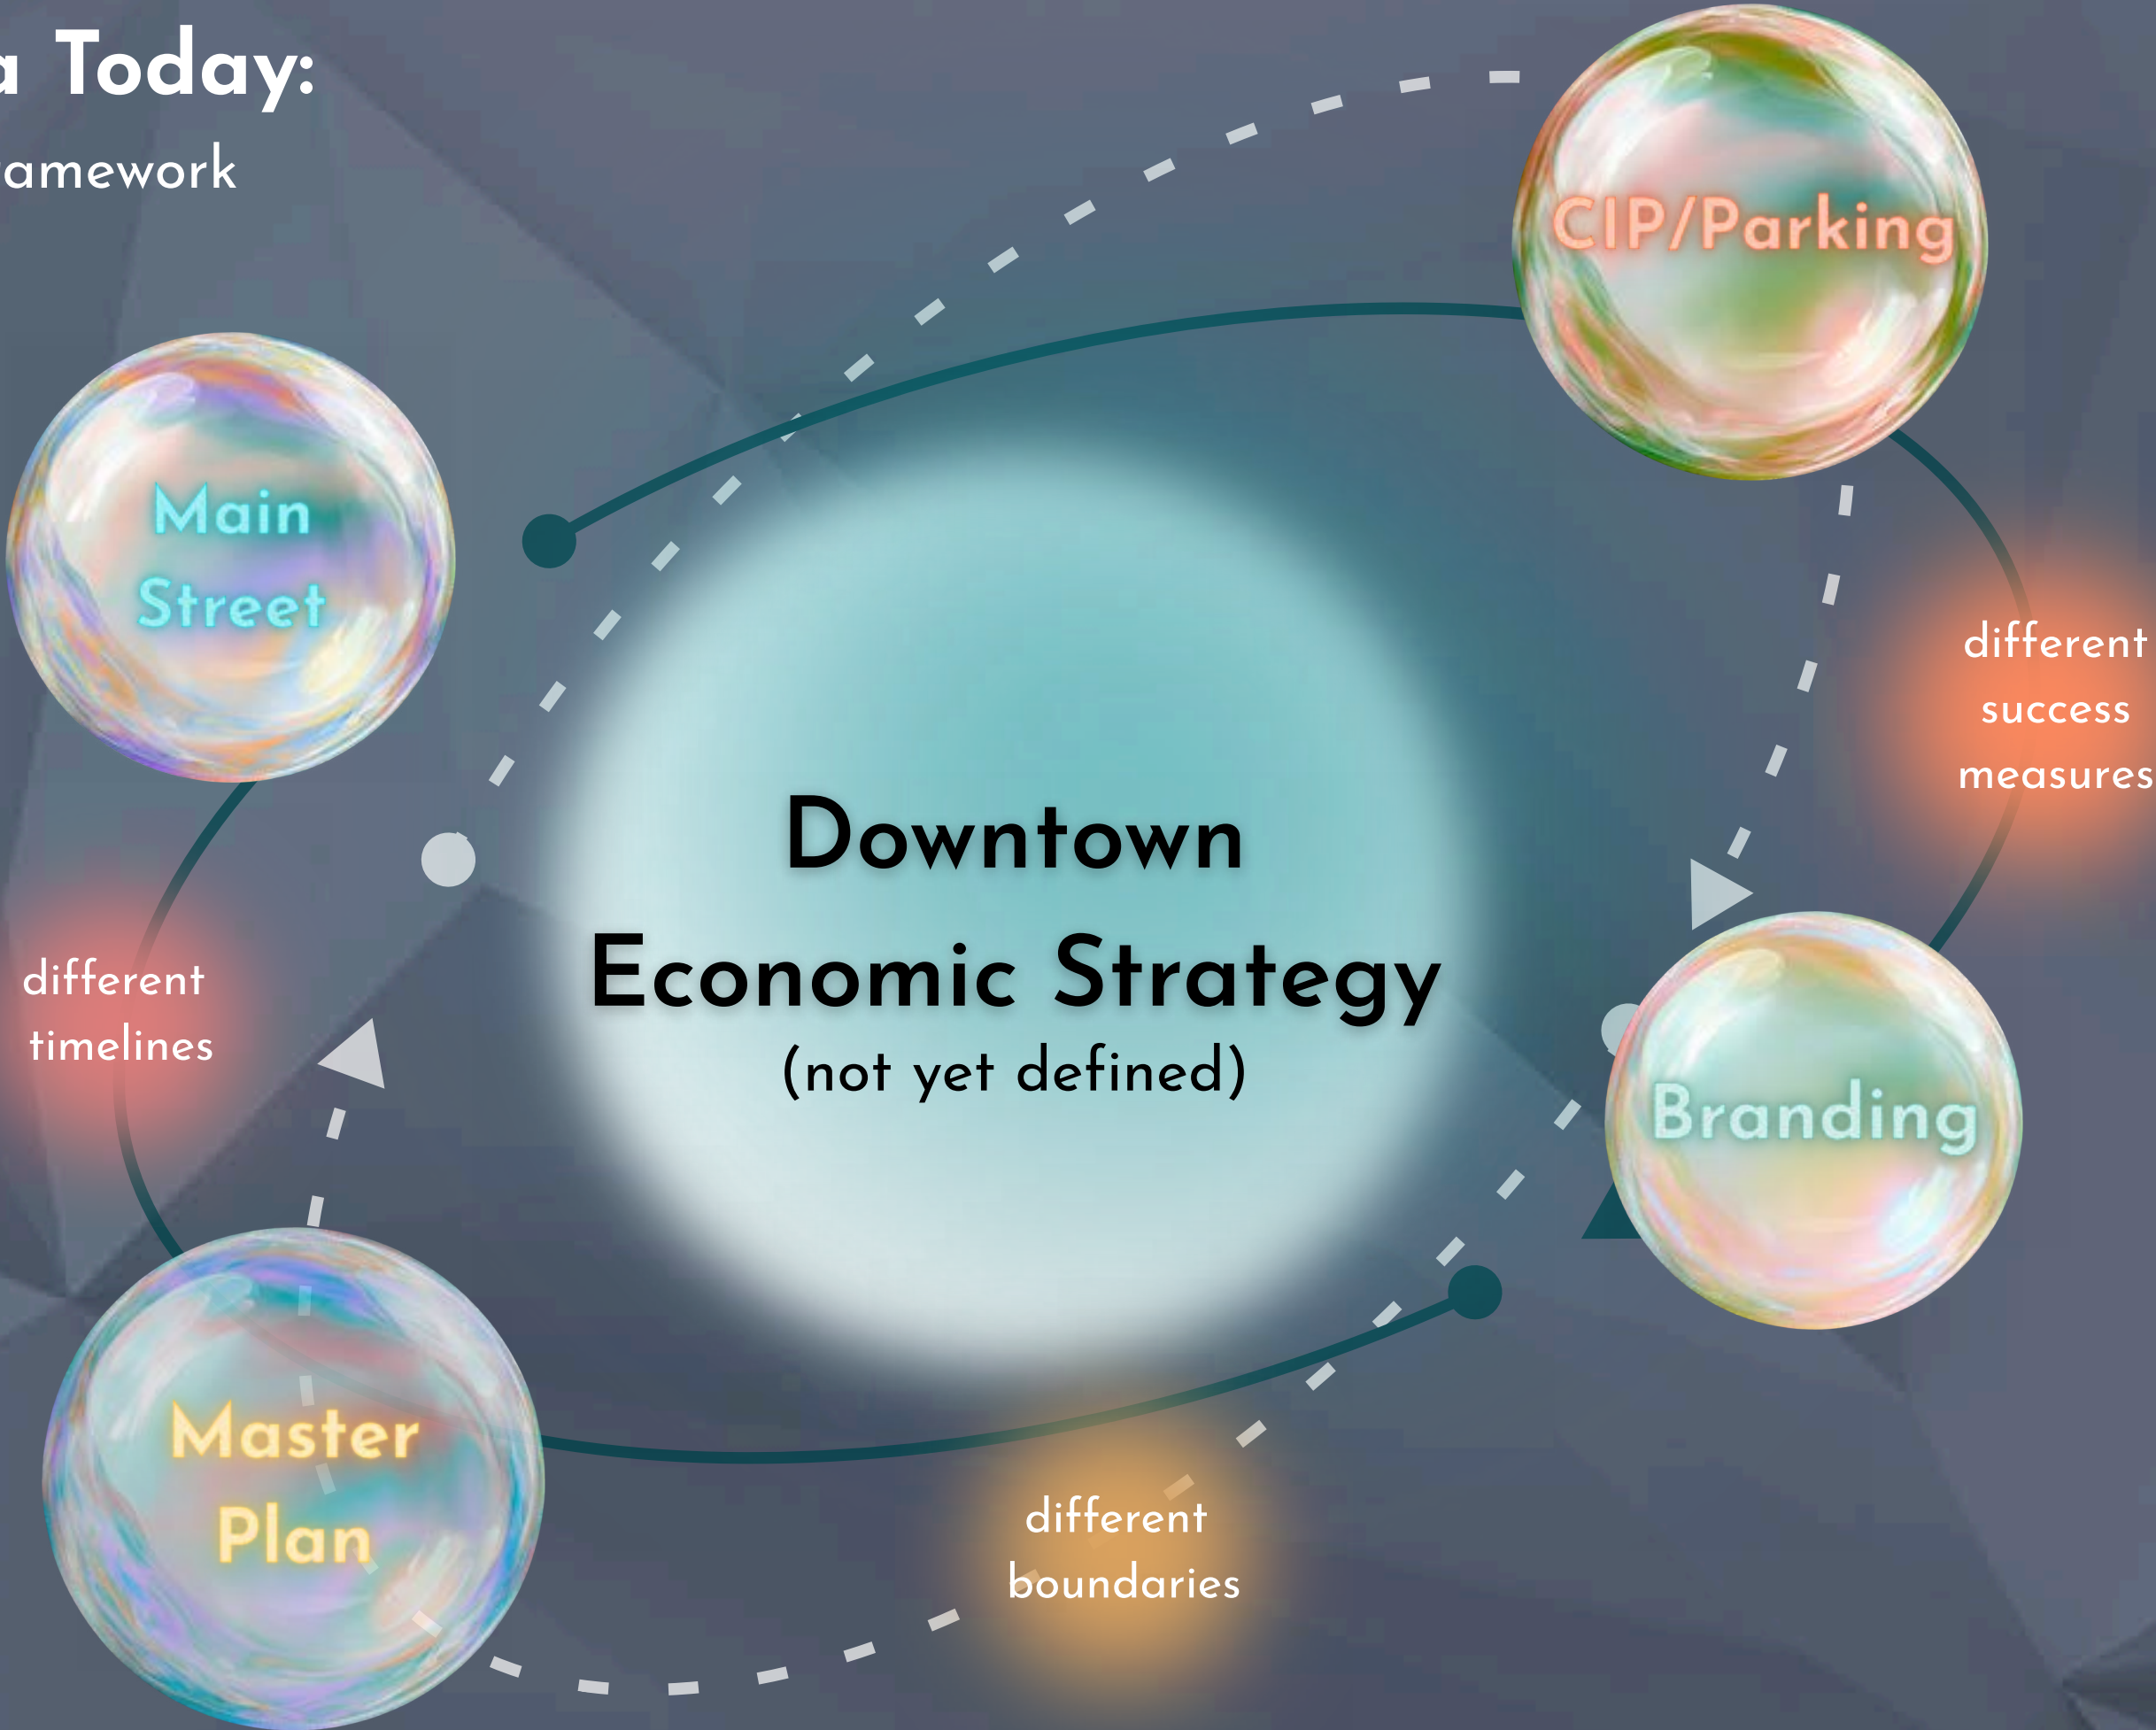 a Today:
amework
CIP/Parking
Main
Street
different
success
measures
Downtown
Economic Strategy
(not yet defined)
different
timelines
Branding
Master
Plan
different
boundaries